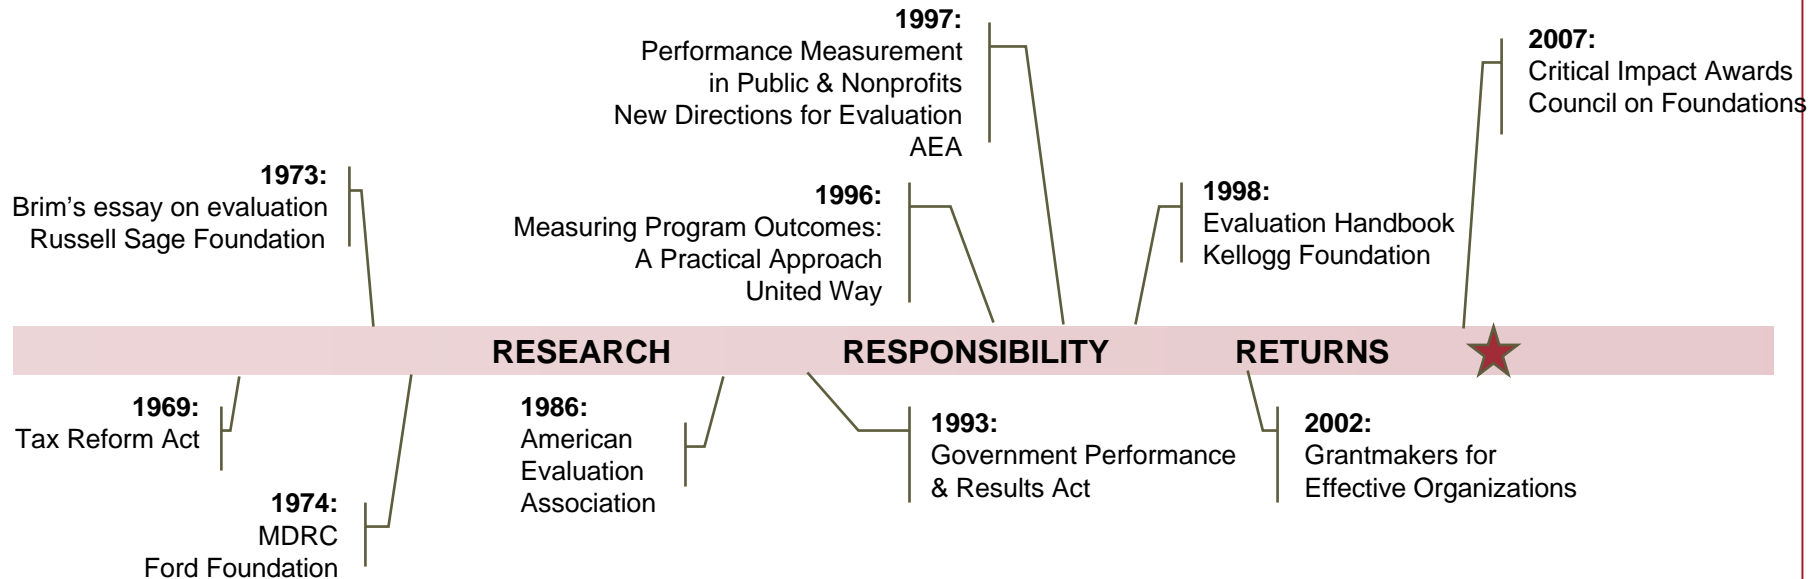 1997:
Performance Measurement
in Public & Nonprofits
New Directions for Evaluation
AEA
2007:
Critical Impact Awards
Council on Foundations
1973:
Brim’s essay on evaluation
Russell Sage Foundation
1996:
Measuring Program Outcomes:
A Practical Approach
United Way
1998:
Evaluation Handbook
Kellogg Foundation
RESEARCH
RESPONSIBILITY
RETURNS
1969:
Tax Reform Act
1974:
MDRC
Ford Foundation
1986:
American
Evaluation
Association
1993:
Government Performance
& Results Act
2002:
Grantmakers for
Effective Organizations